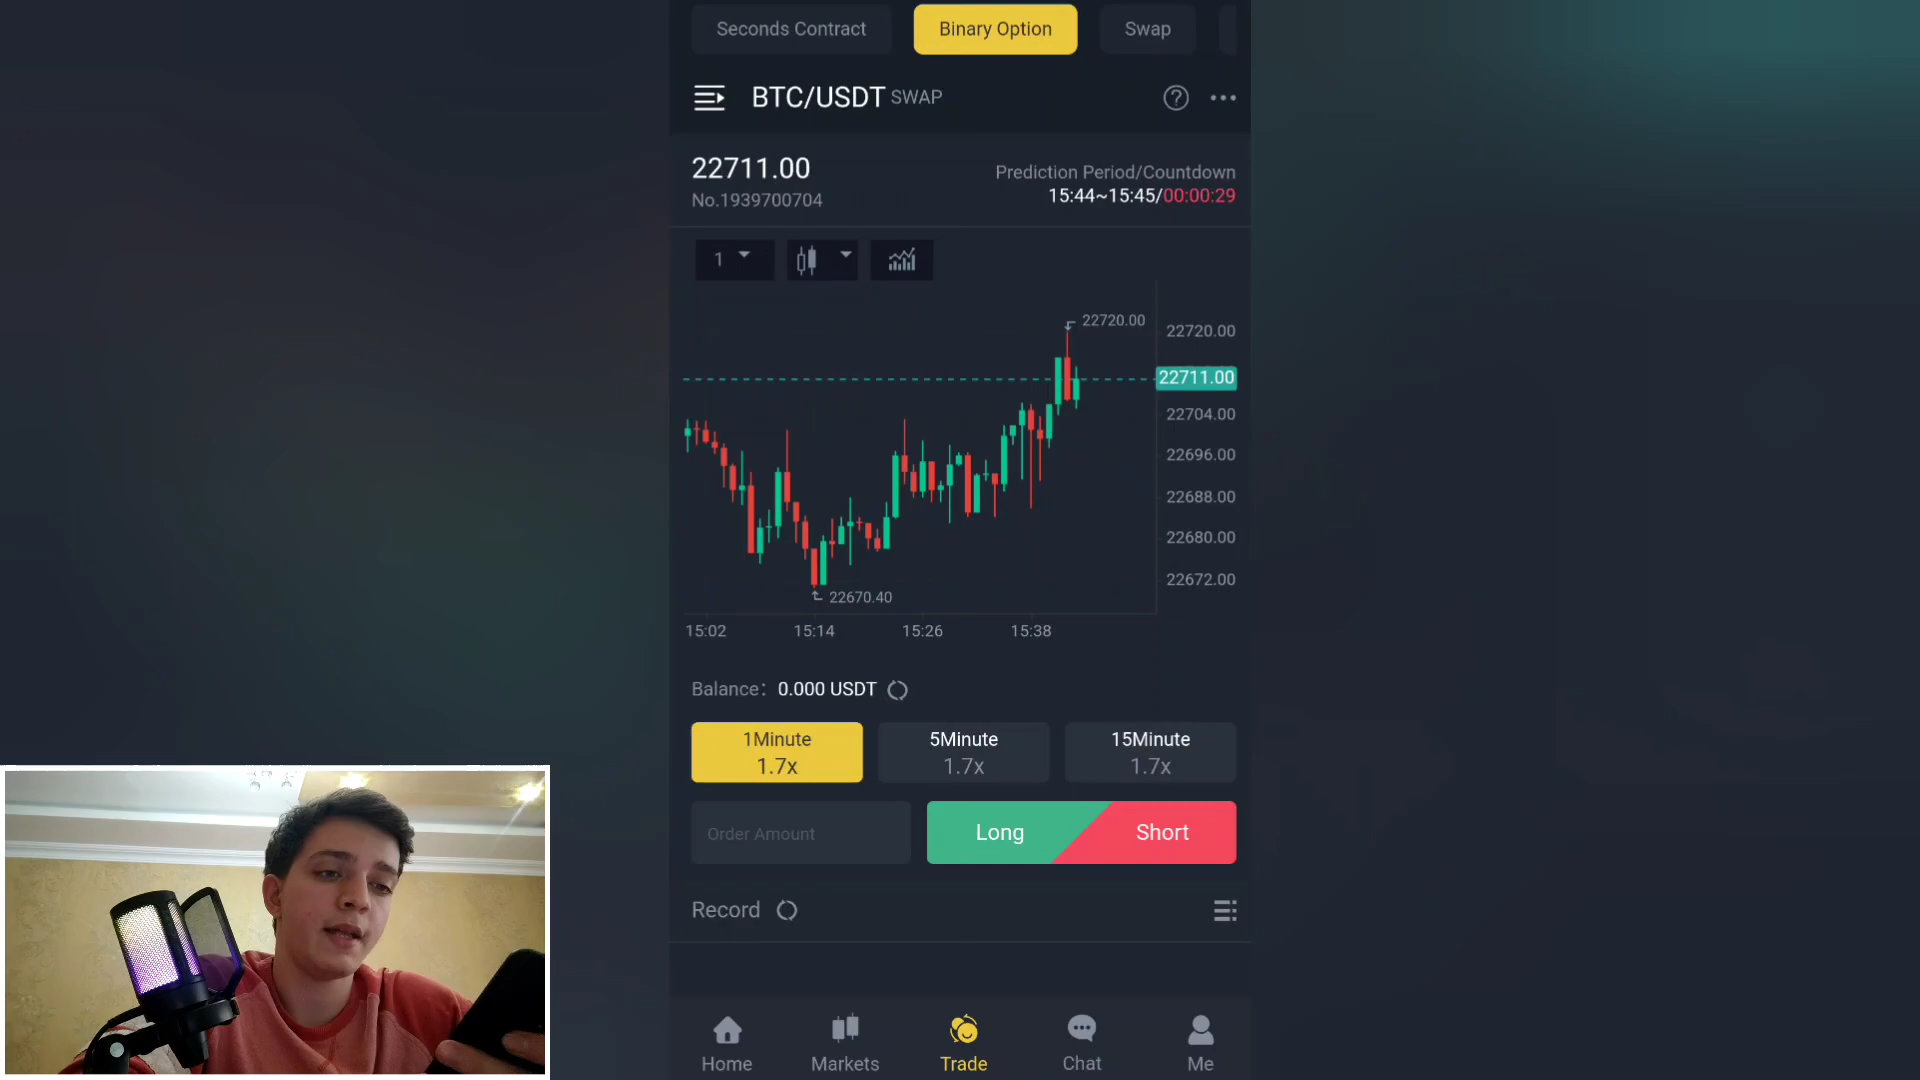 Seconds Contract
Binary Option
Swap
BTC/USDT SWAP
22711.00
No.1939700704
Prediction Period/Countdown
15:44~15:45/00:00:29
1
22720.00
22720.00
22711.00
22704.00
22696.00
22688.00
22680.00
22672.00
22670.40
15:02
15:14
15:26
15:38
Balance: 0.000 USDT
1Minute
1.7x
5Minute
1.7x
15Minute
1.7x
Order Amount
Long
Short
Record
Home
Markets
Trade
Chat
Me